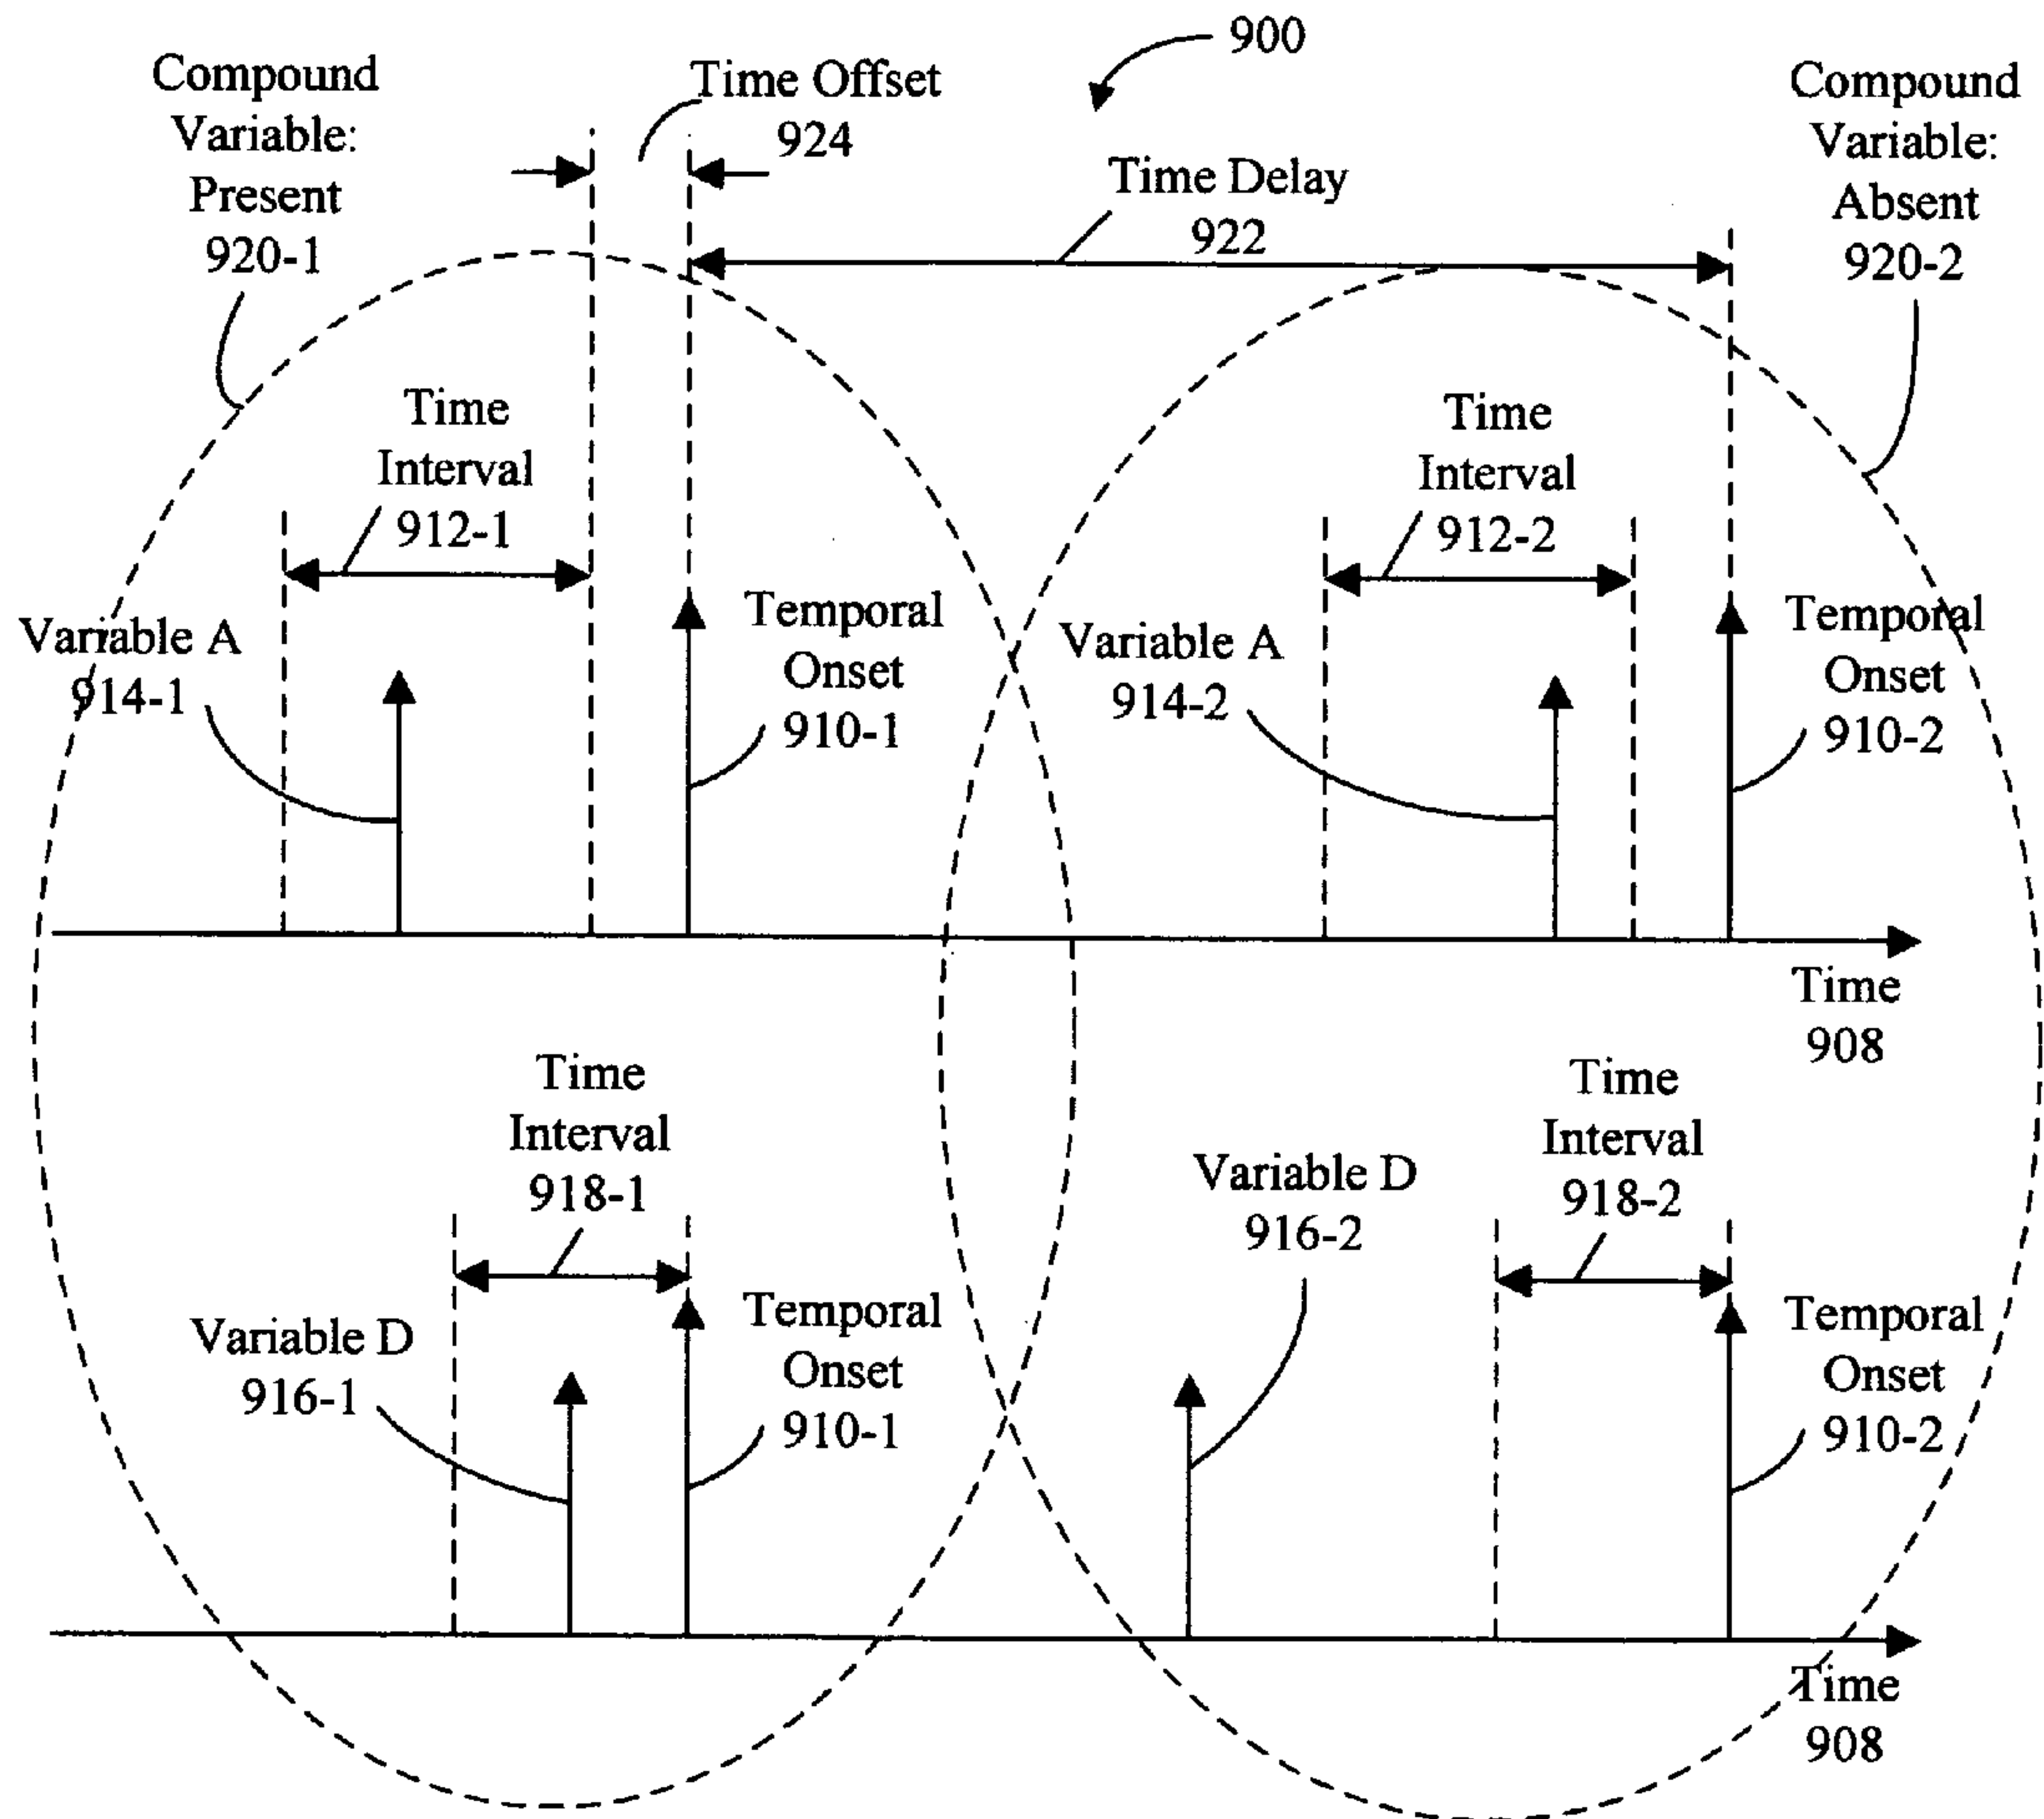 900
Compound
Variable:
Present
920-1
Time Offset
924
Time Delay
922
Compound
Variable:
Absent
920-2
Time
Interval
912-1
Time
Interval
912-2
Variable A
914-1
Temporal
Onset
910-1
Variable A
914-2
Temporal
Onset
910-2
Time
908
Time
Interval
918-1
Variable D
916-2
Time
Interval
918-2
Variable D
916-1
Temporal
Onset
910-1
Temporal
Onset
910-2
Time
908